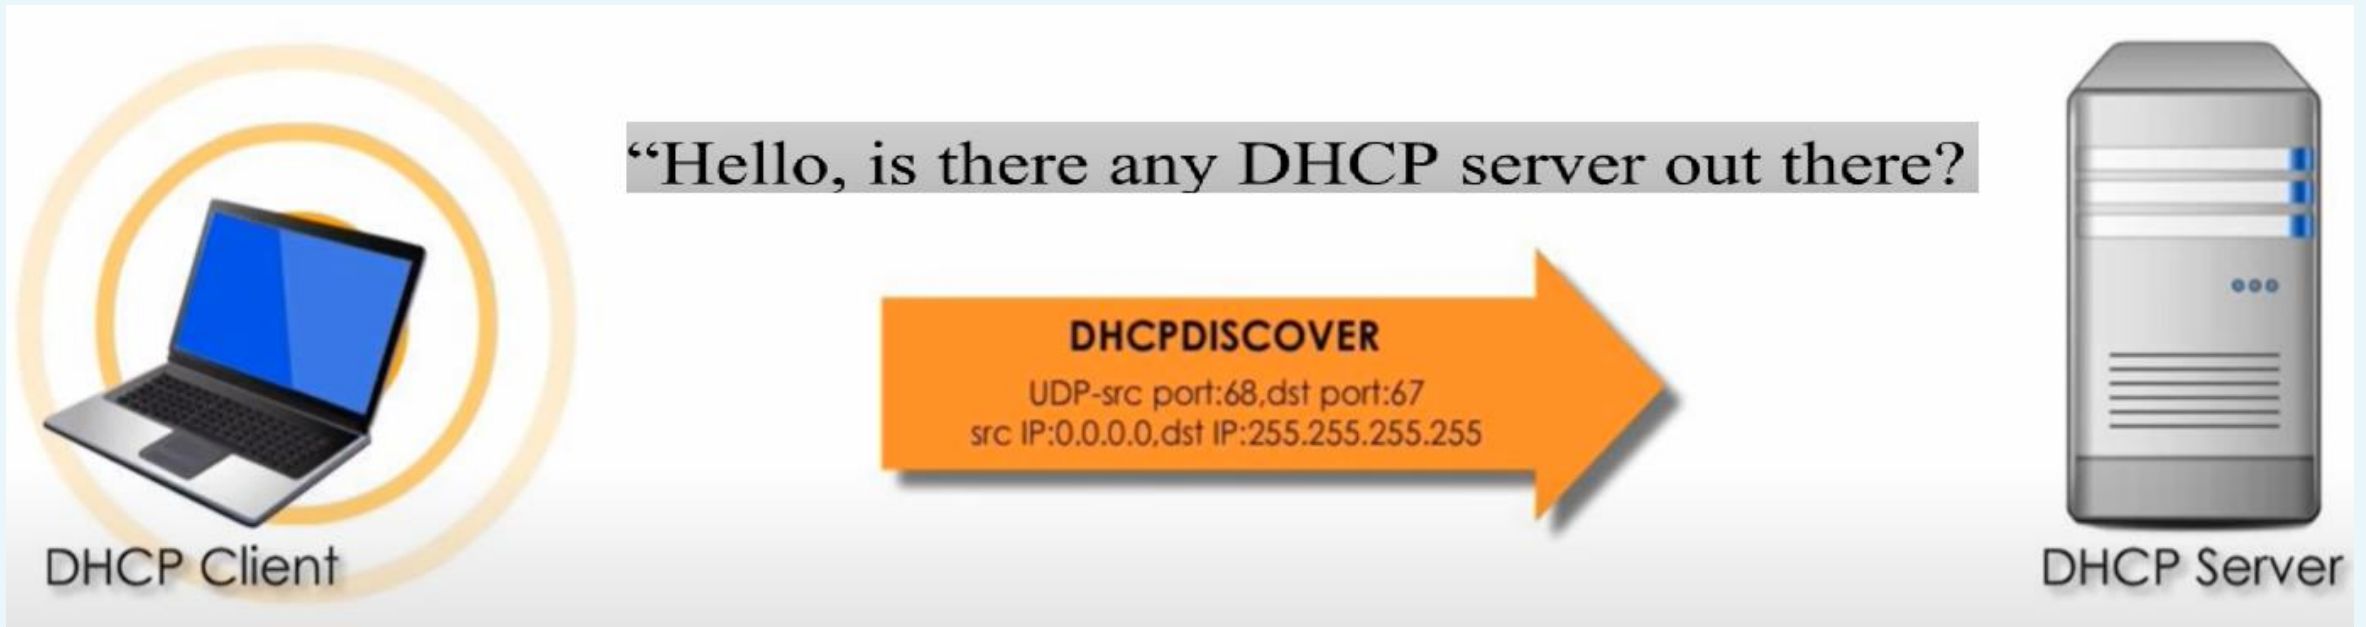 “Hello, is there any DHCP server out there?
DHCPDISCOVER
UDP-src port:68,dst port:67
src IP:0.0.0.0,dst IP:255.255.255.255
DHCP Client
DHCP Server